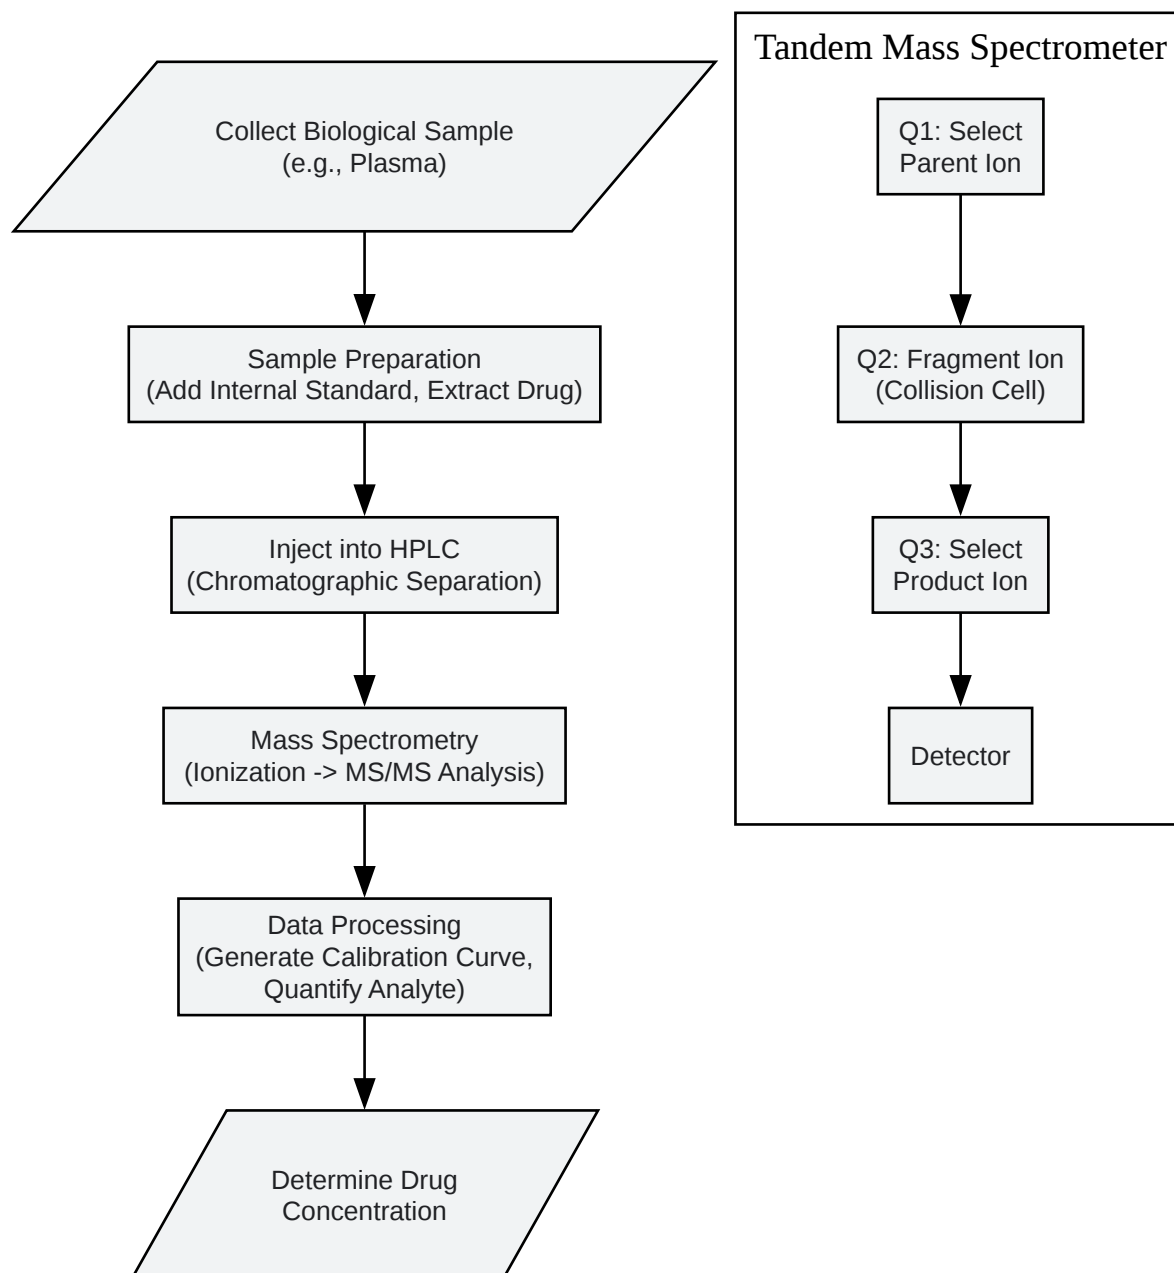 Collect Biological Sample
(e.g., Plasma)
Sample Preparation
(Add Internal Standard, Extract Drug)
Inject into HPLC
(Chromatographic Separation)
Mass Spectrometry
(Ionization -> MS/MS Analysis)
Data Processing
(Generate Calibration Curve,
Quantify Analyte)
Determine Drug
Concentration
Tandem Mass Spectrometer
Q1: Select
Parent Ion
Q2: Fragment Ion
(Collision Cell)
Q3: Select
Product Ion
Detector